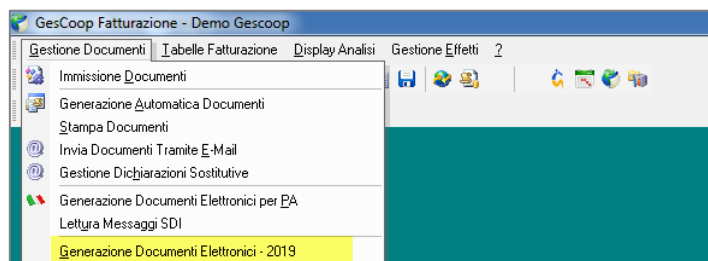 GesCoop Fatturazione - Demo Gescoop
Gestione Documenti Tabelle Fatturazione Display Analisi Gestione Effetti ?
Immissione Documenti
Generazione Automatica Documenti
Stampa Documenti
Invia Documenti Tramite E-Mail
Gestione Dichiarazioni Sostitutive
Generazione Documenti Elettronici per PA
Lettura Messaggi SDI
Generazione Documenti Elettronici - 2019